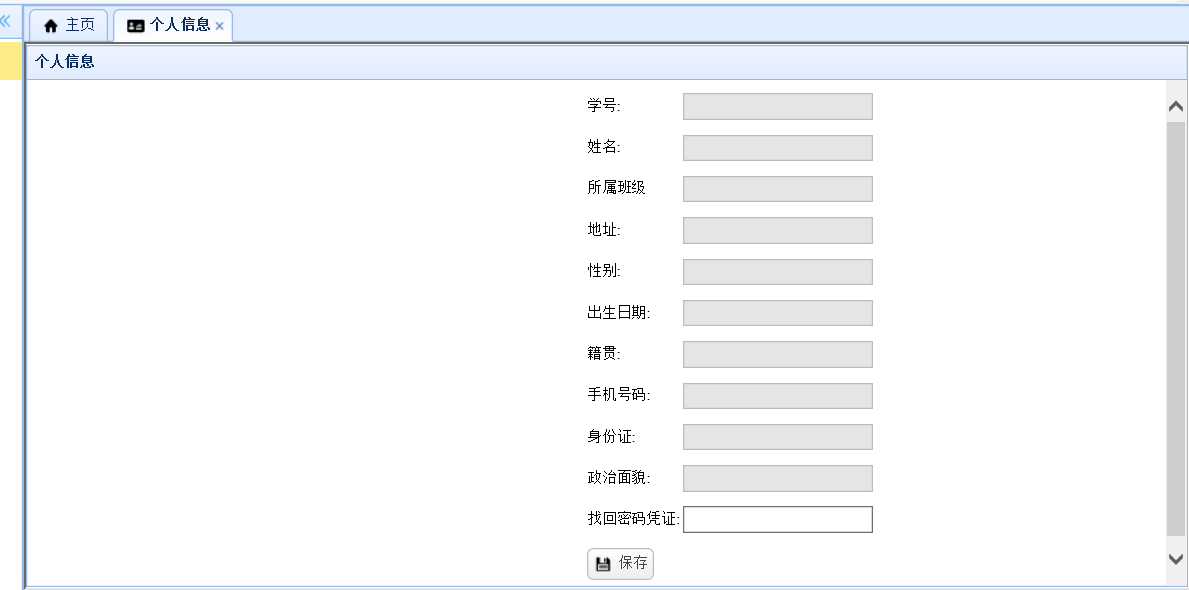 主页 个人信息
个人信息
学号:
姓名:
所属班级
地址:
性别:
出生日期:
籍贯:
手机号码:
身份证:
政治面貌:
找回密码凭证:
保存